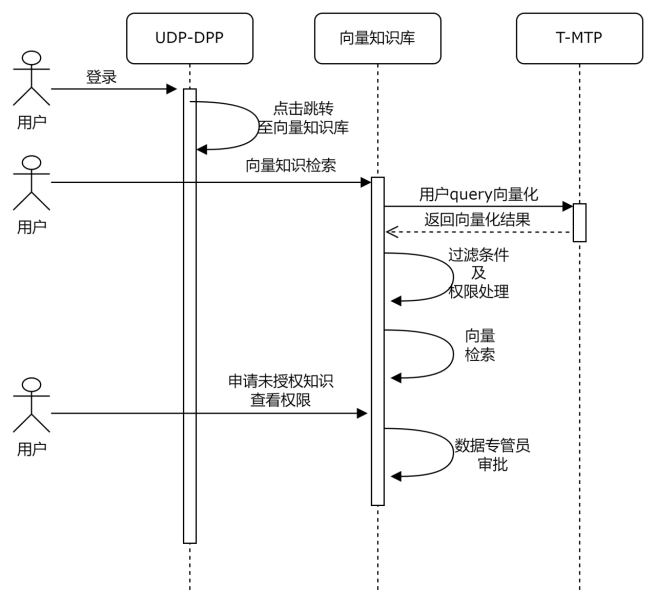 UDP-DPP
向量知识库
T-MTP
登录
用户
点击跳转
至向量知识库
向量知识检索
用户
用户query向量化
返回向量化结果
过滤条件
及
权限处理
向量
检索
申请未授权知识
查看权限
用户
数据专管员
审批